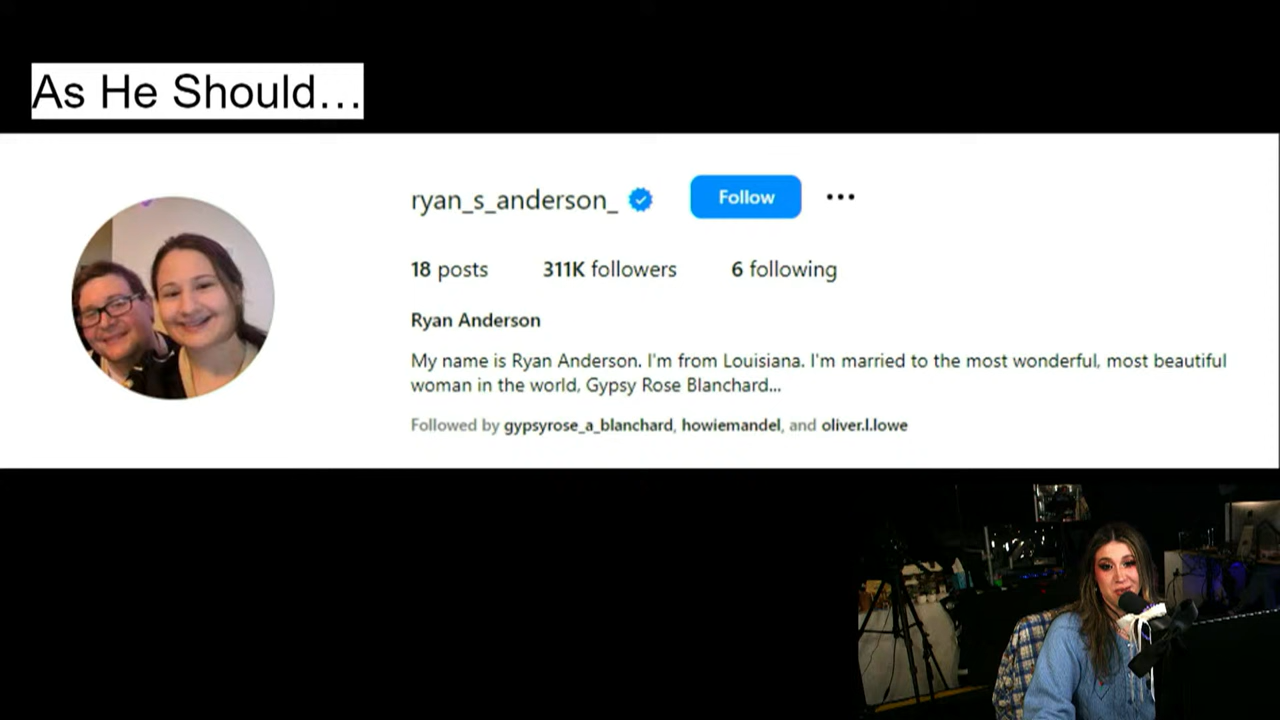 As He Should...
ryan_s_anderson_
Follow
18 posts 311K followers 6 following
Ryan Anderson
My name is Ryan Anderson. I'm from Louisiana. I'm married to the most wonderful, most beautiful
woman in the world, Gypsy Rose Blanchard...
Followed by gypsyrose_a_blanchard, howiemandel, and oliver.l.lowe